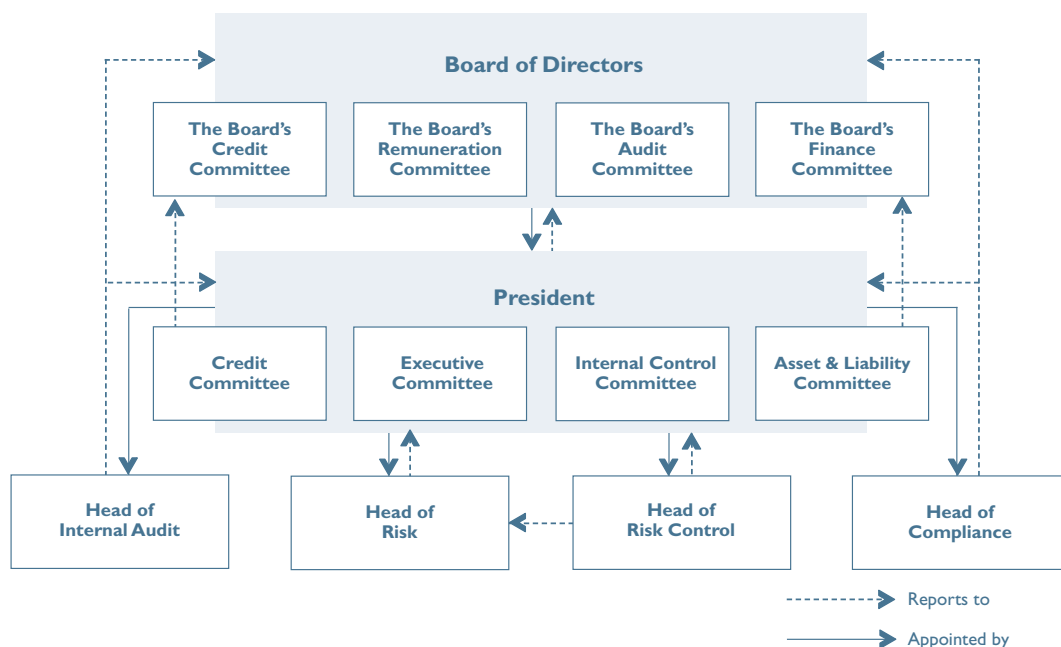 Board of Directors
The Board's
Credit
Committee
The Board's
Remuneration
Committee
The Board's
Audit
Committee
The Board's
Finance
Committee
President
Credit
Committee
Executive
Committee
Internal Control
Committee
Asset & Liability
Committee
Head of
Internal Audit
Head of
Risk
Head of
Risk Control
Head of
Compliance
Reports to
Appointed by